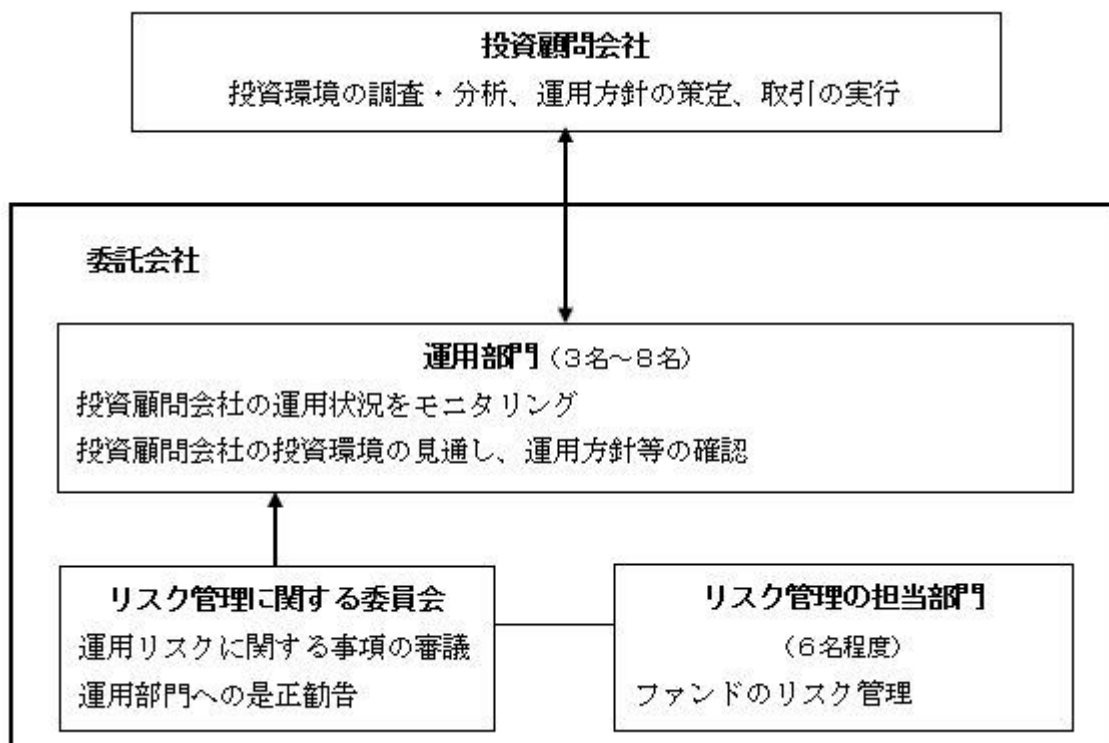 投資顧問会社
投資環境の調査・分析、運用方針の策定、取引の実行
委託会社
運用部門（３名～８名）
投資顧問会社の運用状況をモニタリング
投資顧問会社の投資環境の見通し、運用方針等の確認
リスク管理に関する委員会
運用リスクに関する事項の審議
運用部門への是正勧告
リスク管理の担当部門
（６名程度）
ファンドのリスク管理